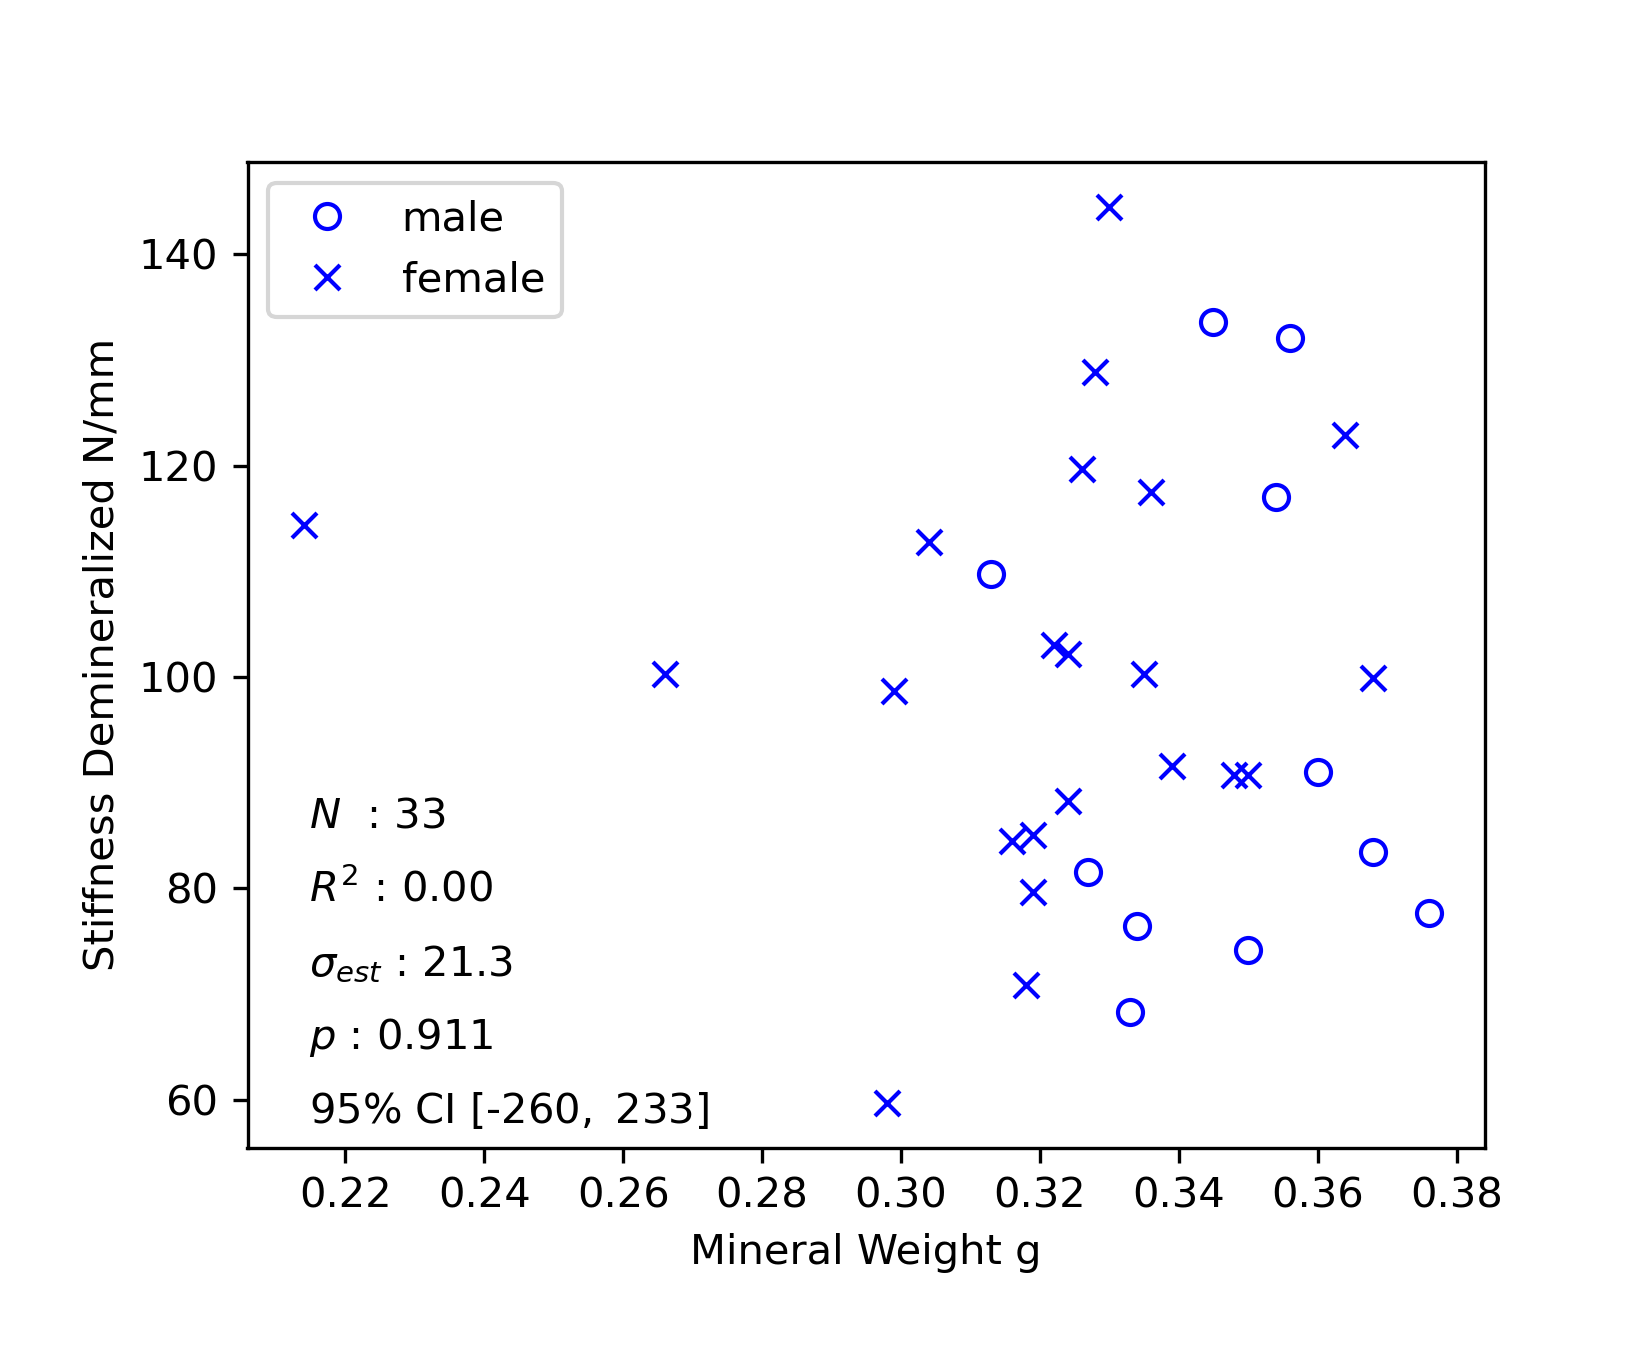 male
female
140
120
100
80
60
Stiffness Demineralized N/mm
N : 33
R² : 0.00
σest : 21.3
p : 0.911
95% CI [-260, 233]
0.22 0.24 0.26 0.28 0.30 0.32 0.34 0.36 0.38
Mineral Weight g